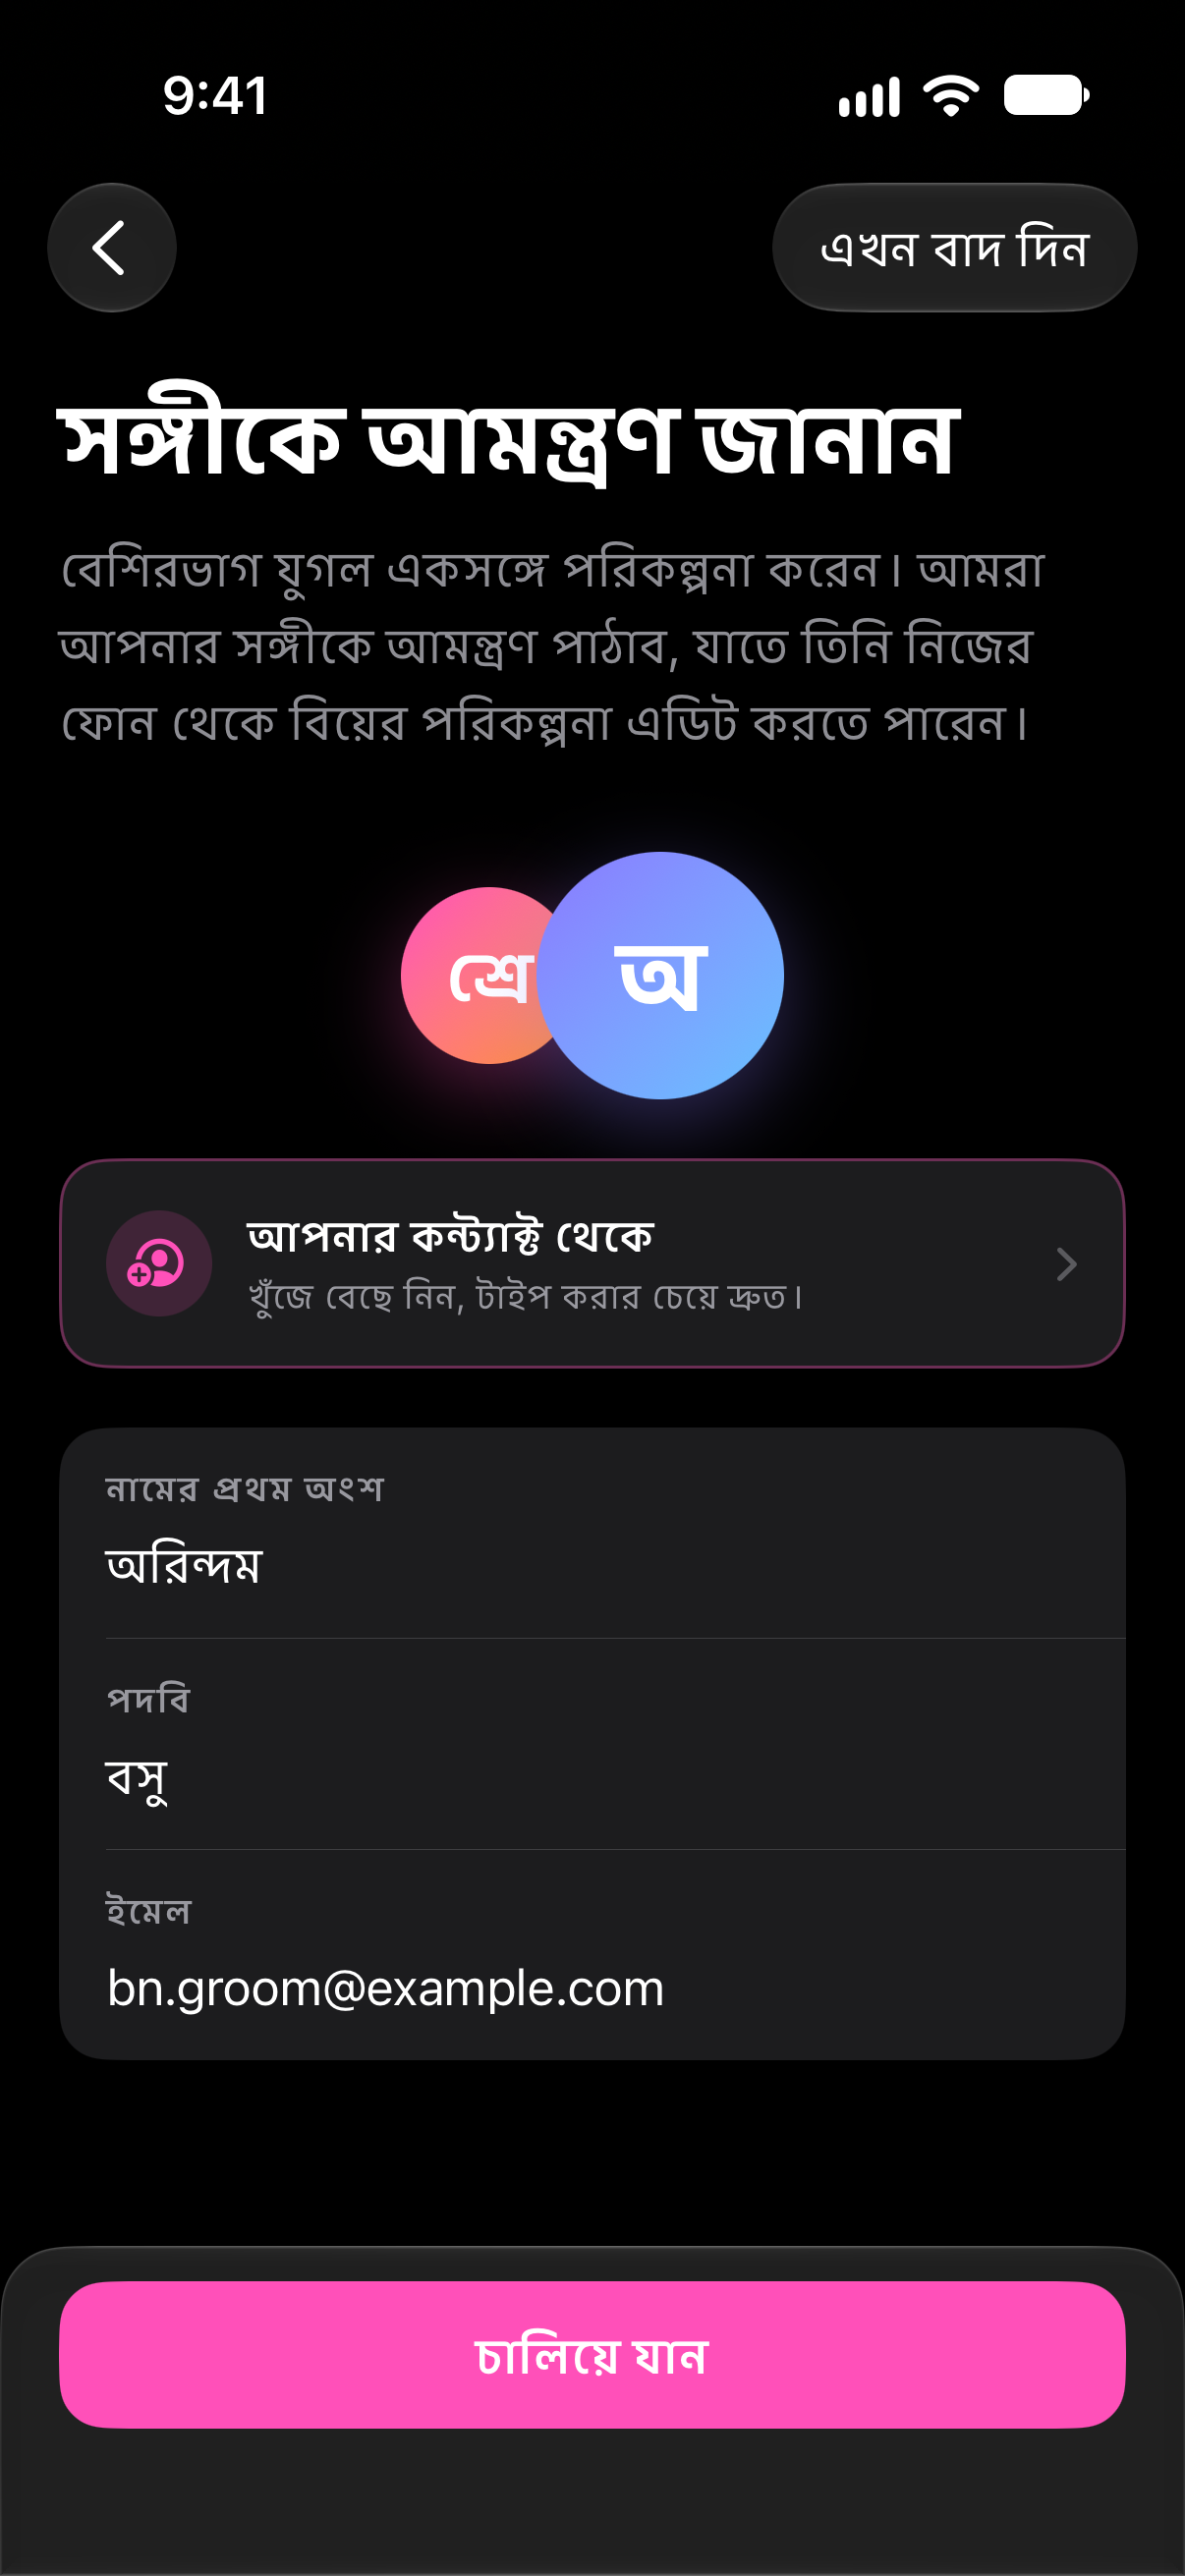 9:41
এখন বাদ দিন
সঙ্গীকে আমন্ত্রণ জানান
বেশিরভাগ যুগল একসঙ্গে পরিকল্পনা করেন। আমরা
আপনার সঙ্গীকে আমন্ত্রণ পাঠাব, যাতে তিনি নিজের
ফোন থেকে বিয়ের পরিকল্পনা এডিট করতে পারেন।
শ্রে
অ
আপনার কন্ট্যাক্ট থেকে
খুঁজে বেছে নিন, টাইপ করার চেয়ে দ্রুত।
নামের প্রথম অংশ
অরিন্দম
পদবি
বসু
ইমেল
bn.groom@example.com
চালিয়ে যান